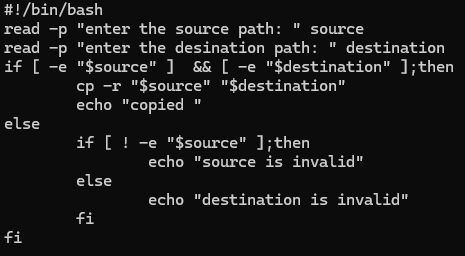 #!/bin/bash
read -p "enter the source path: " source
read -p "enter the desination path: " destination
if [ -e "$source" ]  && [ -e "$destination" ];then
        cp -r "$source" "$destination"
        echo "copied "
else
        if [ ! -e "$source" ];then
                echo "source is invalid"
        else
                echo "destination is invalid"
        fi
fi